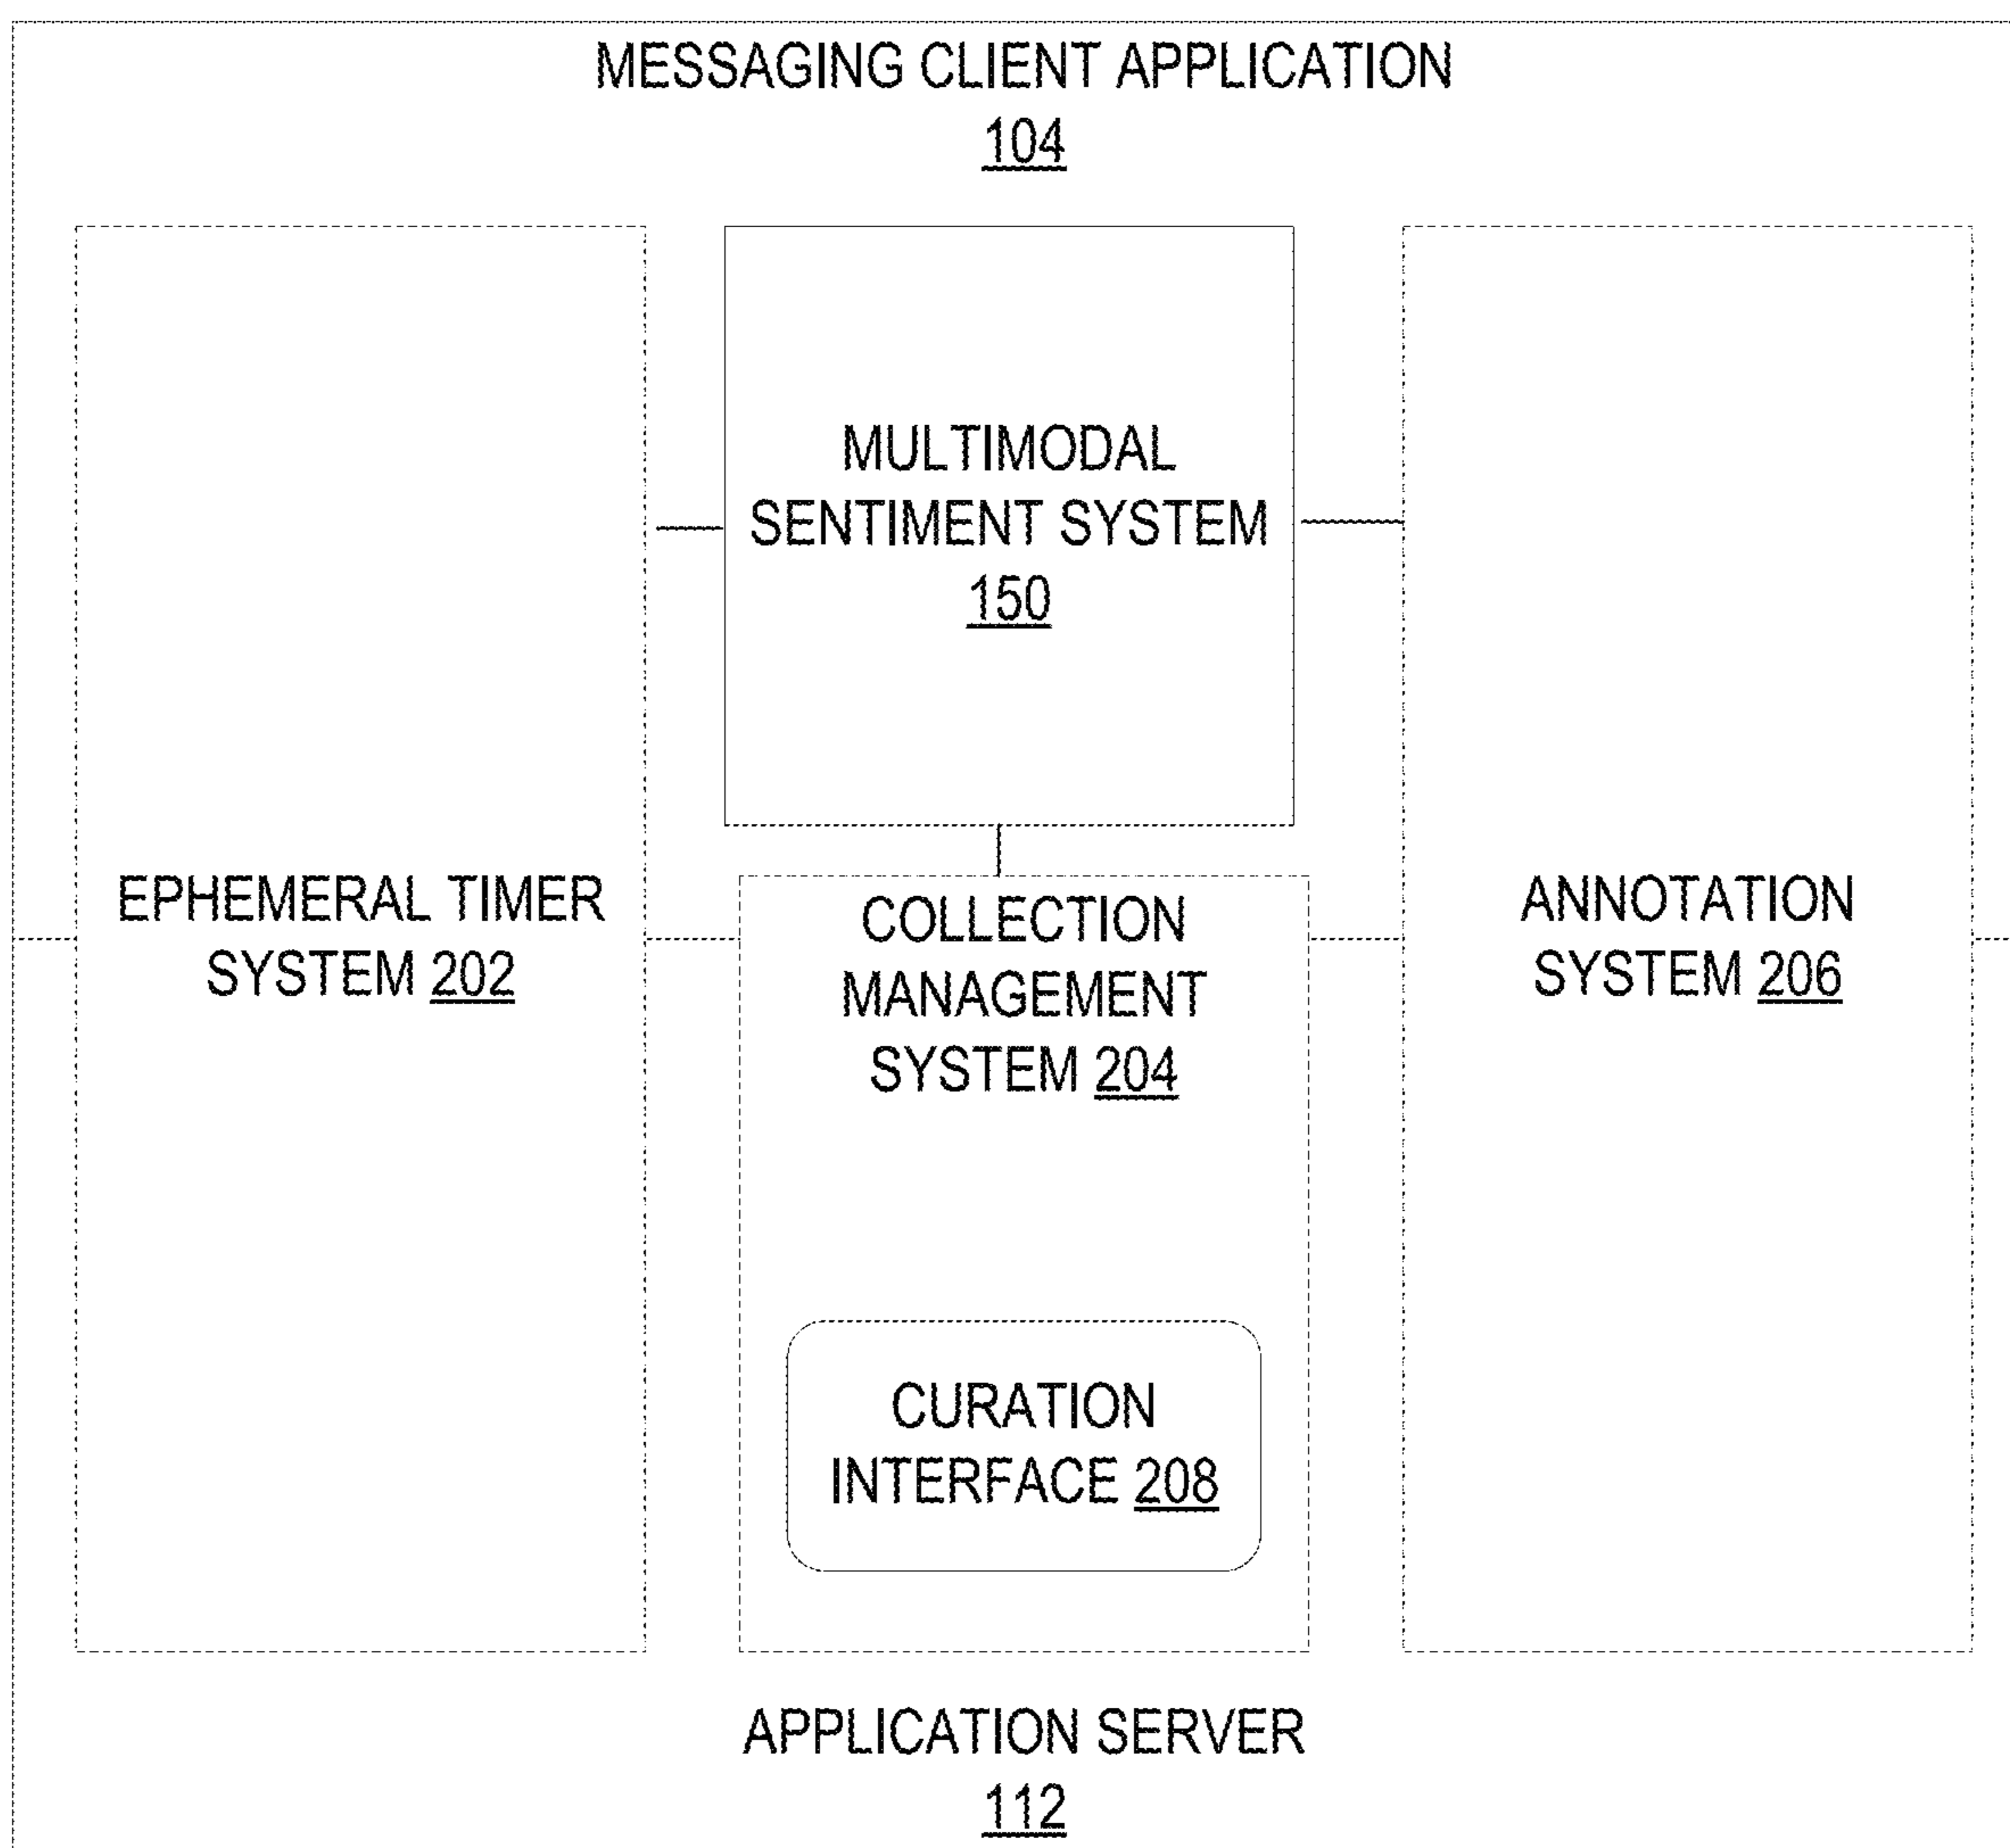 MESSAGING CLIENT APPLICATION
104
MULTIMODAL
SENTIMENT SYSTEM
150
EPHEMERAL TIMER
SYSTEM 202
COLLECTION
MANAGEMENT
SYSTEM 204
ANNOTATION
SYSTEM 206
CURATION
INTERFACE 208
APPLICATION SERVER
112